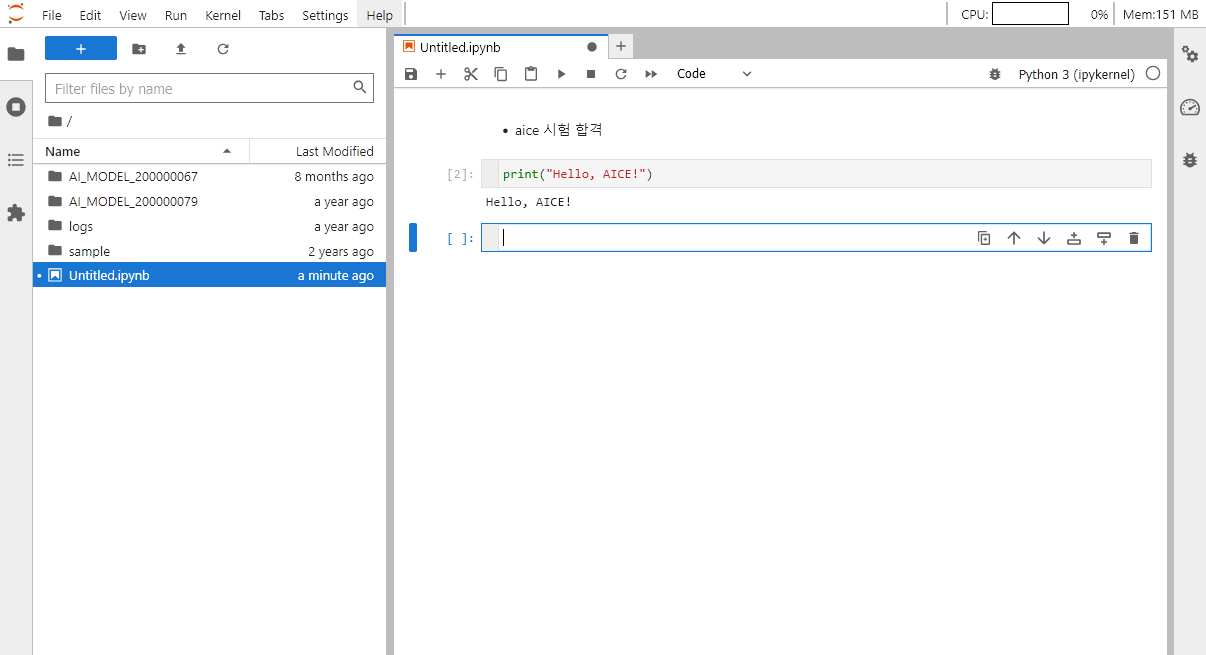 File Edit View Run Kernel Tabs Settings Help CPU: 0% Mem:151 MB
Filter files by name
/
Name Last Modified
AI_MODEL_200000067 8 months ago
AI_MODEL_200000079 a year ago
logs a year ago
sample 2 years ago
Untitled.ipynb a minute ago
Untitled.ipynb
Code Python 3 (ipykernel)
• aice 시험 합격
[2]: print("Hello, AICE!")
Hello, AICE!
[ ]: